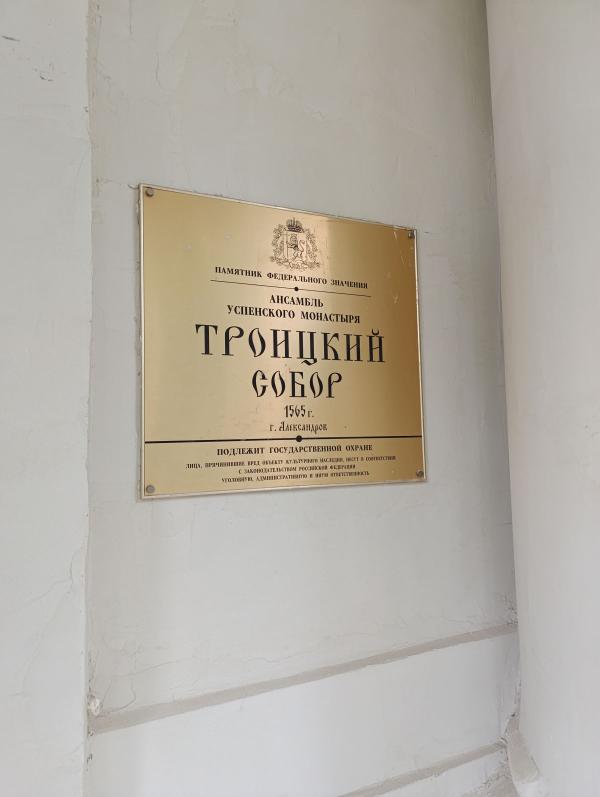 ПАМЯТНИК ФЕДЕРАЛЬНОГО ЗНАЧЕНИЯ
АНСАМБЛЬ
УСПЕНСКОГО МОНАСТЫРЯ
ТРОИЦКИЙ
СОБОР
1565 г.
г. Александров
ПОДЛЕЖИТ ГОСУДАРСТВЕННОЙ ОХРАНЕ
ЛИЦА, ПРИЧИНИВШИЕ ВРЕД ОБЪЕКТУ КУЛЬТУРНОГО НАСЛЕДИЯ, НЕСУТ В СООТВЕТСТВИИ
С ЗАКОНОДАТЕЛЬСТВОМ РОССИЙСКОЙ ФЕДЕРАЦИИ
УГОЛОВНУЮ, АДМИНИСТРАТИВНУЮ И ИНУЮ ОТВЕТСТВЕННОСТЬ